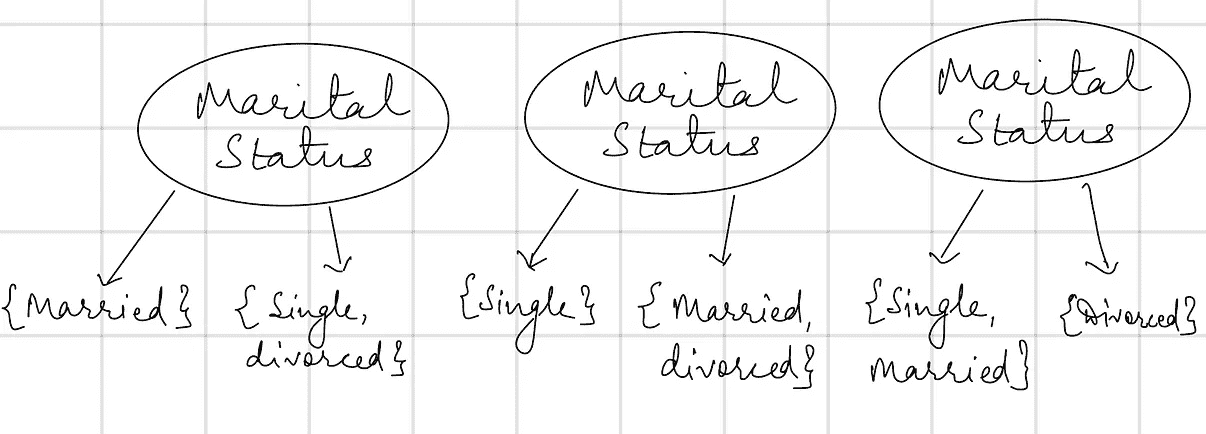 Marital
Status
Marital
Status
Marital
Status
{Married}
{Single,
divorced}
{Single}
{Married,
divorced}
{Single,
Married}
{Divorced}